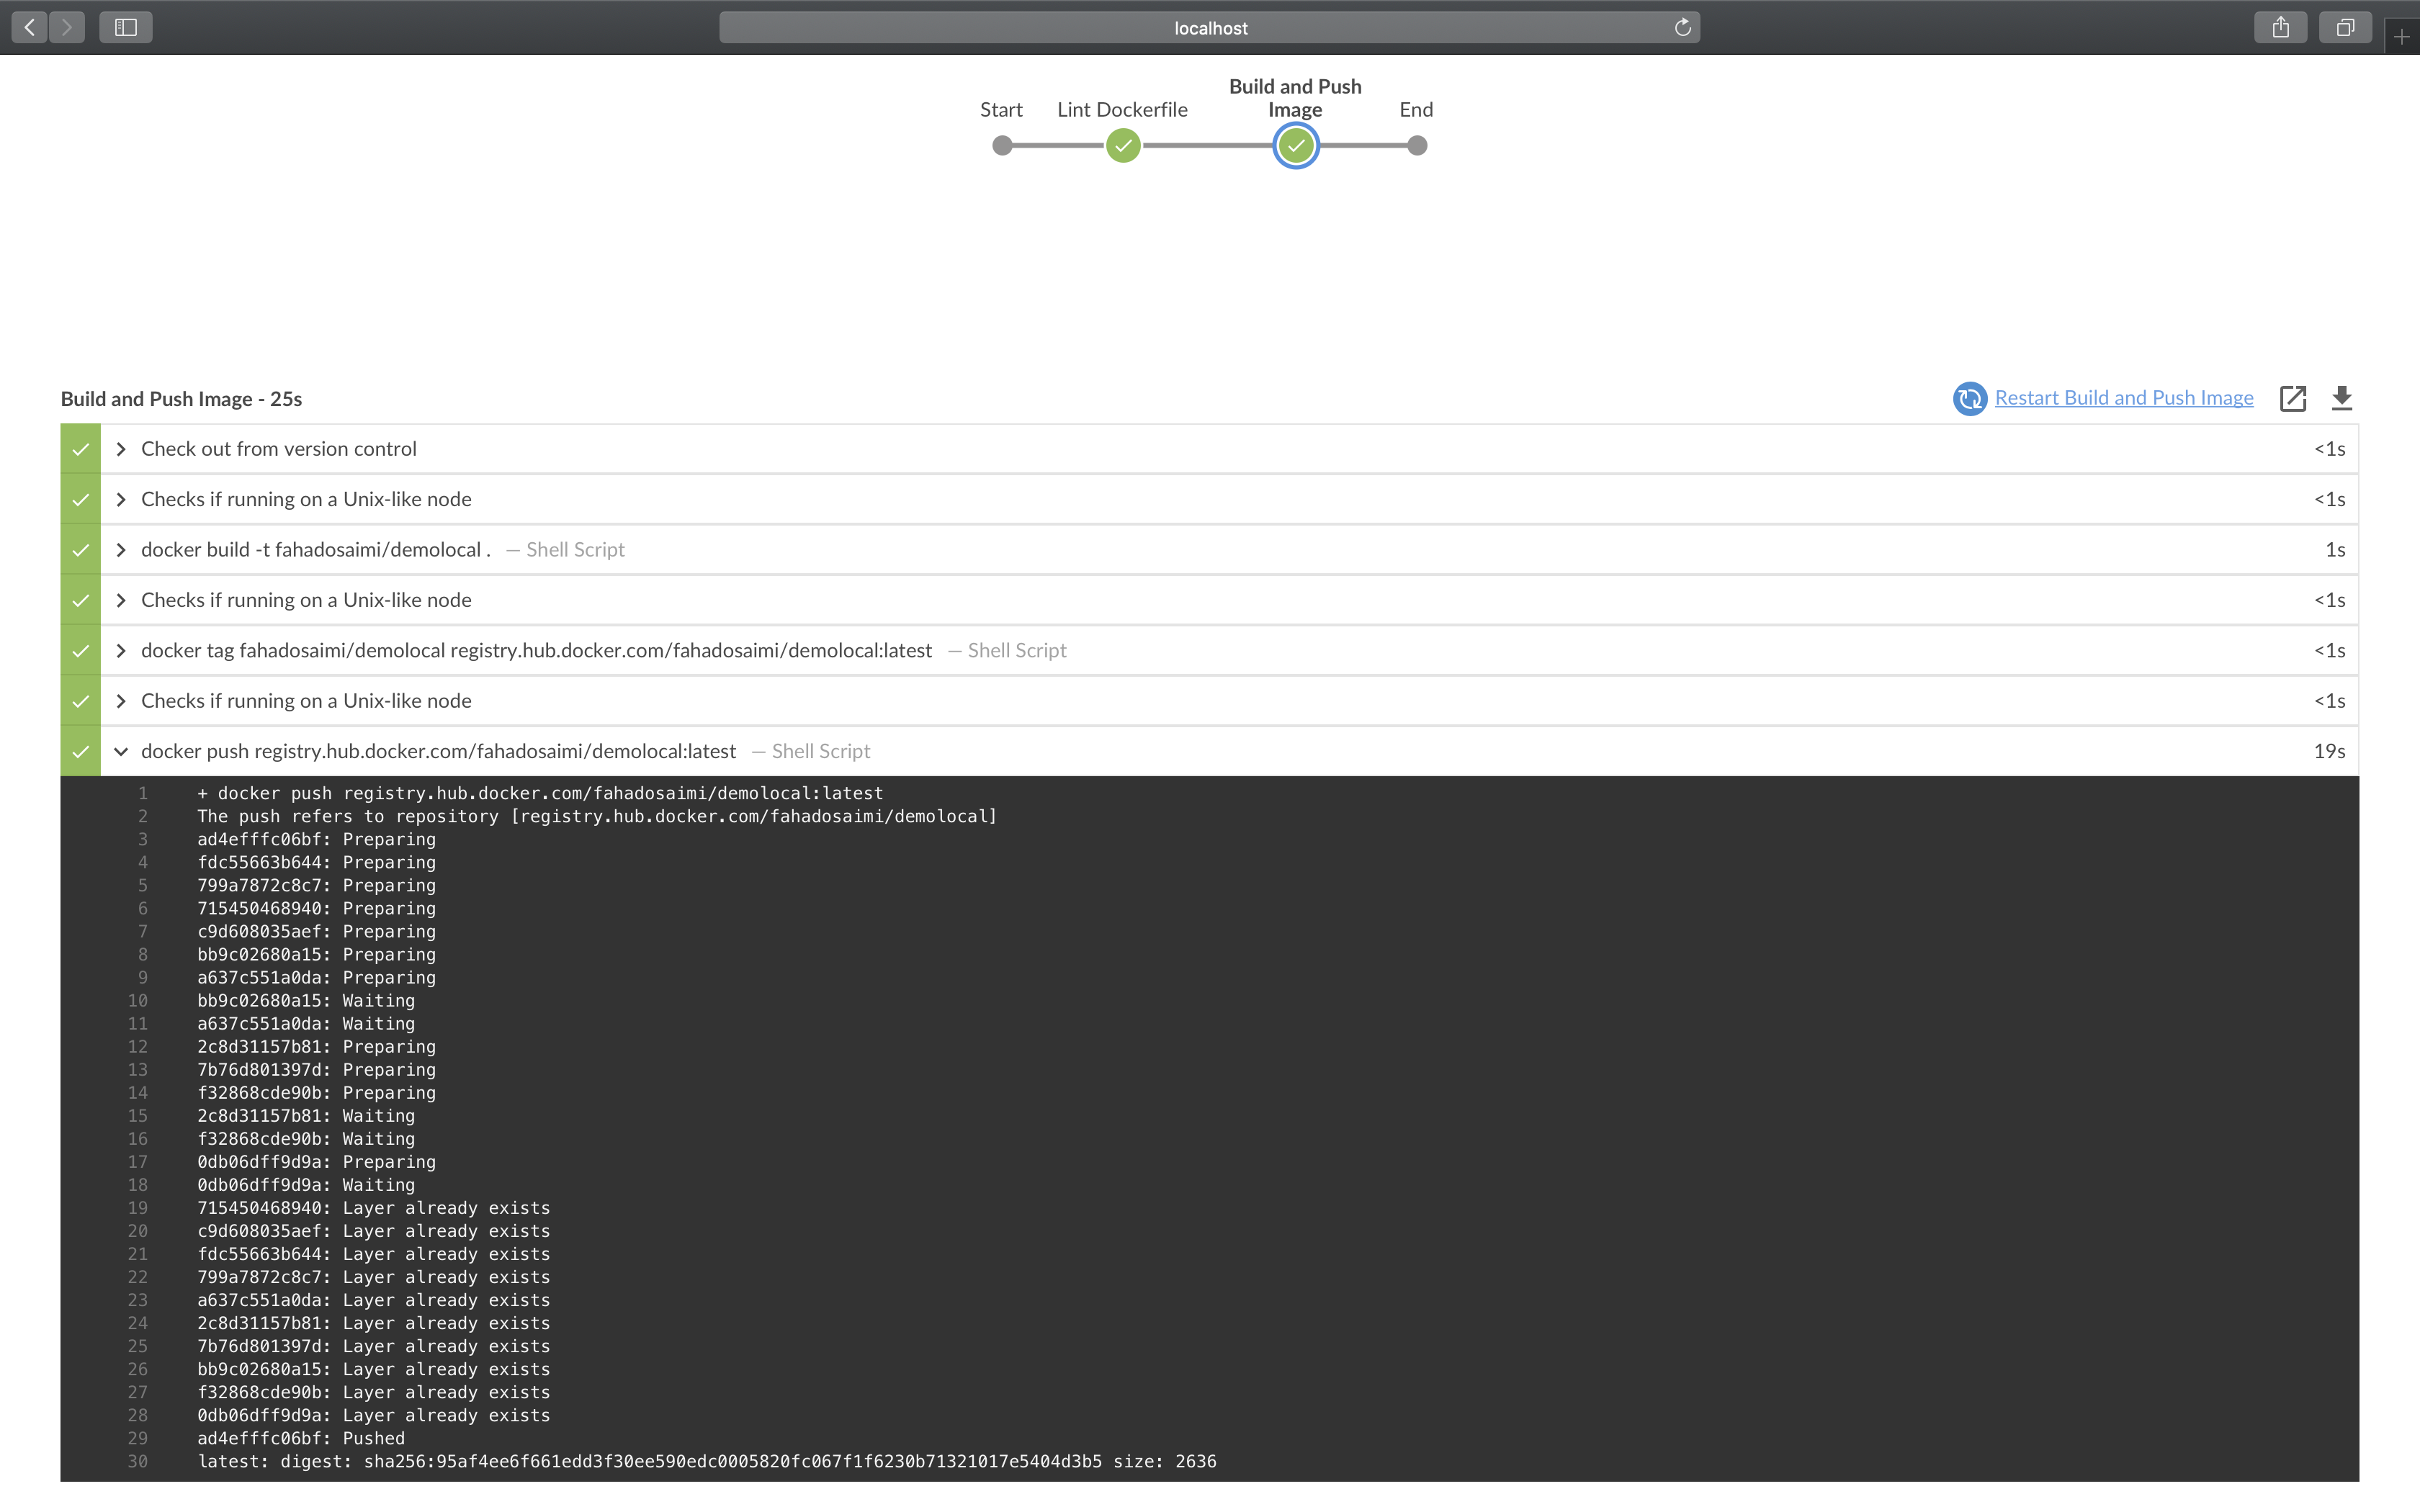 localhost
Start
Lint Dockerfile
Build and Push
Image
End
Build and Push Image - 25s
Restart Build and Push Image
Check out from version control <1s
Checks if running on a Unix-like node <1s
docker build -t fahadosaimi/demolocal . — Shell Script 1s
Checks if running on a Unix-like node <1s
docker tag fahadosaimi/demolocal registry.hub.docker.com/fahadosaimi/demolocal:latest — Shell Script <1s
Checks if running on a Unix-like node <1s
docker push registry.hub.docker.com/fahadosaimi/demolocal:latest — Shell Script 19s
1 + docker push registry.hub.docker.com/fahadosaimi/demolocal:latest
2 The push refers to repository [registry.hub.docker.com/fahadosaimi/demolocal]
3 ad4efffc06bf: Preparing
4 fdc55663b644: Preparing
5 799a7872c8c7: Preparing
6 715450468940: Preparing
7 c9d608035aef: Preparing
8 bb9c02680a15: Preparing
9 a637c551a0da: Preparing
10 bb9c02680a15: Waiting
11 a637c551a0da: Waiting
12 2c8d31157b81: Preparing
13 7b76d801397d: Preparing
14 f32868cde90b: Preparing
15 2c8d31157b81: Waiting
16 f32868cde90b: Waiting
17 0db06dff9d9a: Preparing
18 0db06dff9d9a: Waiting
19 715450468940: Layer already exists
20 c9d608035aef: Layer already exists
21 fdc55663b644: Layer already exists
22 799a7872c8c7: Layer already exists
23 a637c551a0da: Layer already exists
24 2c8d31157b81: Layer already exists
25 7b76d801397d: Layer already exists
26 bb9c02680a15: Layer already exists
27 f32868cde90b: Layer already exists
28 0db06dff9d9a: Layer already exists
29 ad4efffc06bf: Pushed
30 latest: digest: sha256:95af4ee6f661edd3f30ee590edc0005820fc067f1f6230b71321017e5404d3b5 size: 2636